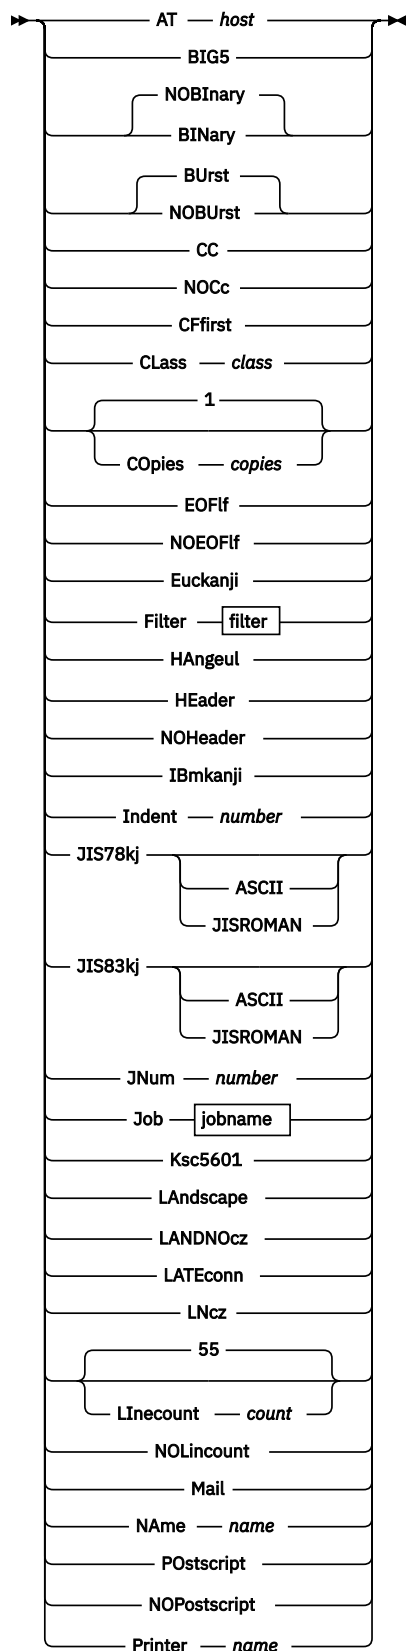 AT host
BIG5
NOBInary
BINary
BUrst
NOBUrst
CC
NOCc
CFfirst
CLass class
1
COpies copies
EOFlf
NOEOFlf
Euckanji
Filter filter
HAngeul
HEader
NOHeader
IBmkanji
Indent number
JIS78kj
ASCII
JISROMAN
JIS83kj
ASCII
JISROMAN
JNum number
Job jobname
Ksc5601
LAndscape
LANDNOcz
LATEconn
LNcz
55
LInecount count
NOLincount
Mail
NAme name
POstscript
NOPostscript
Printer name